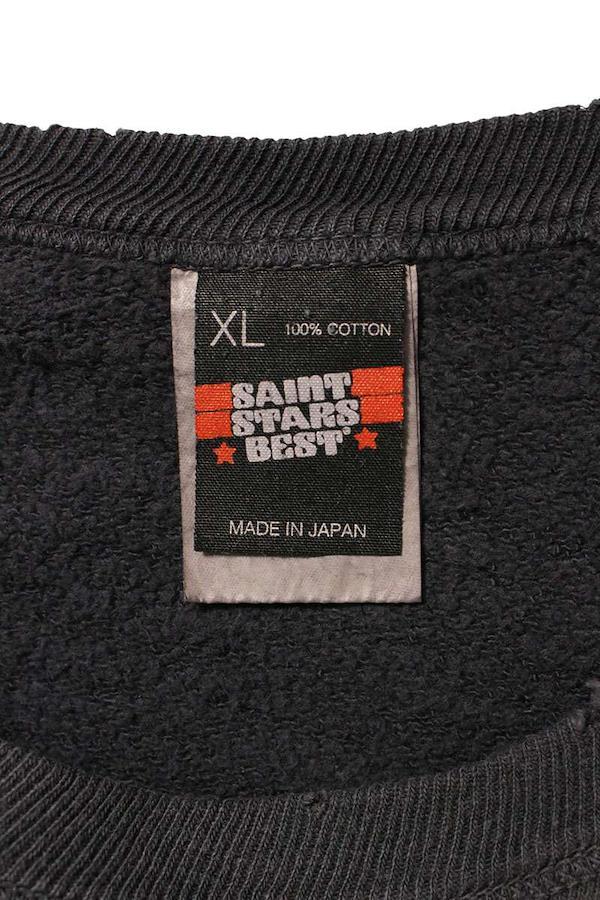 XL 100% COTTON
SAINT
STARS
BEST
MADE IN JAPAN